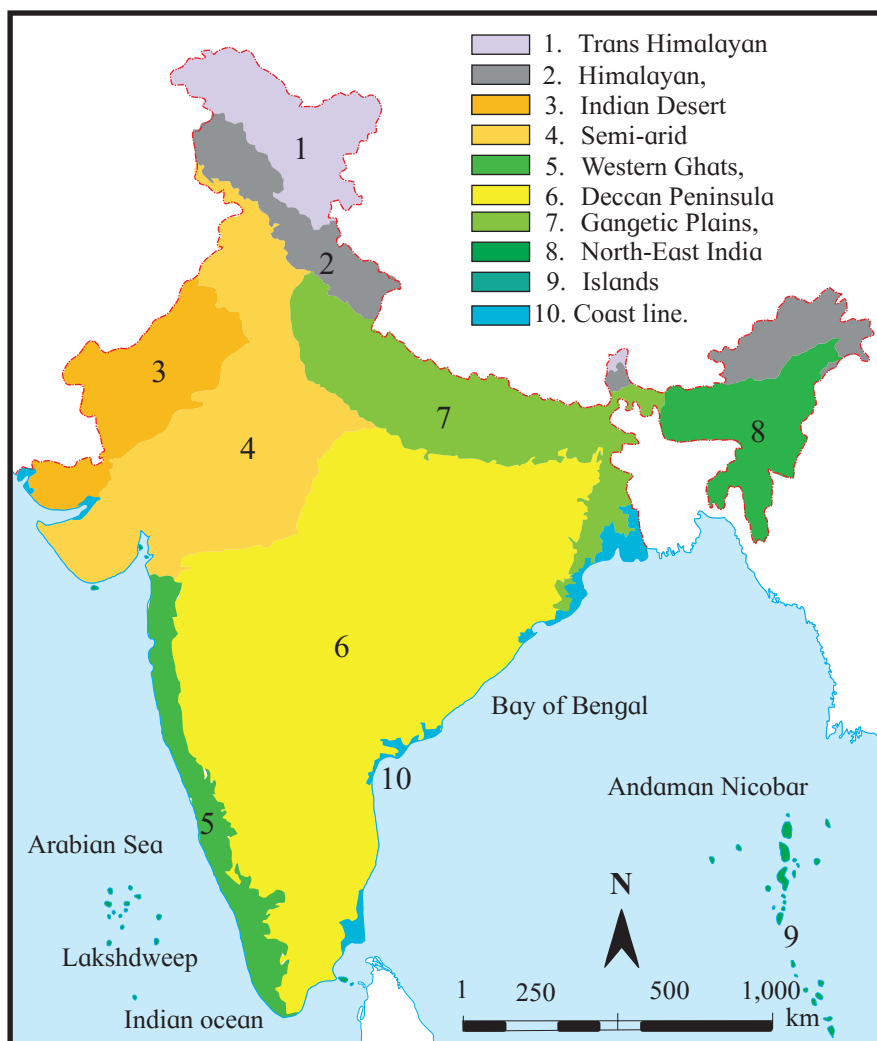 1. Trans Himalayan
2. Himalayan,
3. Indian Desert
4. Semi-arid
5. Western Ghats,
6. Deccan Peninsula
7. Gangetic Plains,
8. North-East India
9. Islands
10. Coast line.
1
2
3
7
8
4
6
Bay of Bengal
10
Andaman Nicobar
5
Arabian Sea
N
9
Lakshdweep
1 250 500 1,000
km
Indian ocean